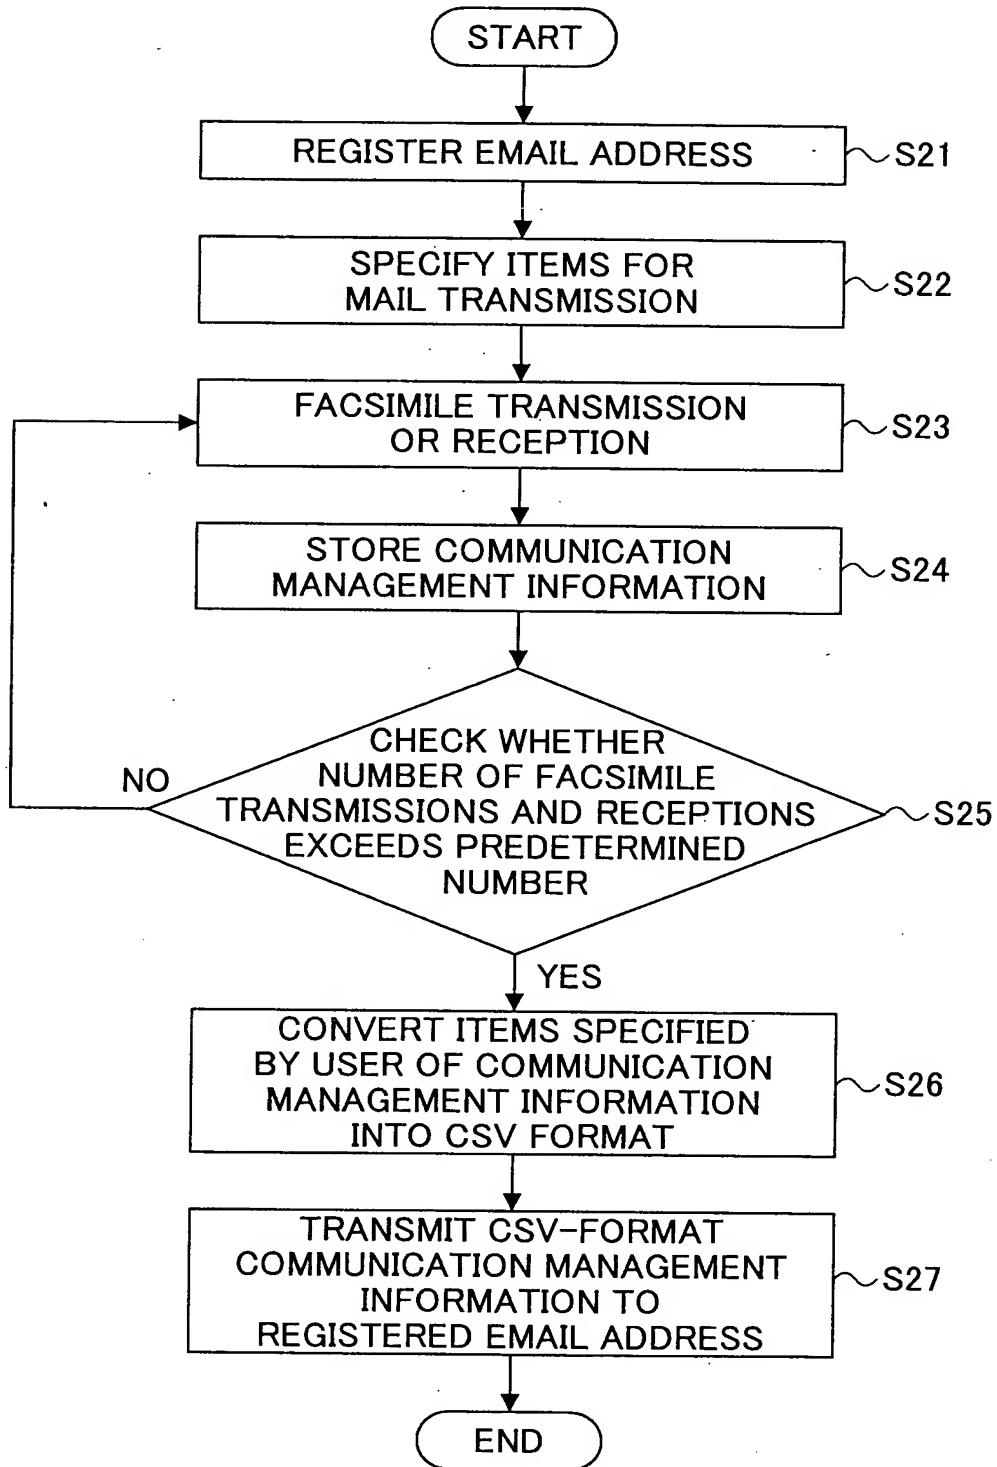 START
REGISTER EMAIL ADDRESS
S21
SPECIFY ITEMS FOR
MAIL TRANSMISSION
S22
FACSIMILE TRANSMISSION
OR RECEPTION
S23
STORE COMMUNICATION
MANAGEMENT INFORMATION
S24
CHECK WHETHER
NUMBER OF FACSIMILE
TRANSMISSIONS AND RECEPTIONS
EXCEEDS PREDETERMINED
NUMBER
NO
S25
YES
CONVERT ITEMS SPECIFIED
BY USER OF COMMUNICATION
MANAGEMENT INFORMATION
INTO CSV FORMAT
S26
TRANSMIT CSV-FORMAT
COMMUNICATION MANAGEMENT
INFORMATION TO
REGISTERED EMAIL ADDRESS
S27
END